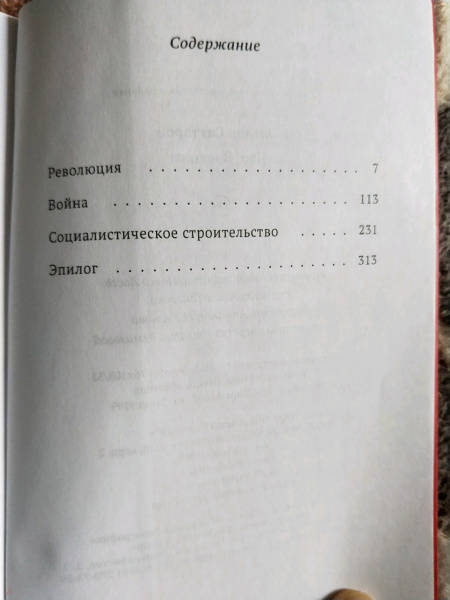 Содержание
Революция . . . . . . . . . . . . . . . . . . . . 7
Война . . . . . . . . . . . . . . . . . . . . . . 113
Социалистическое строительство . . . . . 231
Эпилог . . . . . . . . . . . . . . . . . . . . . 313